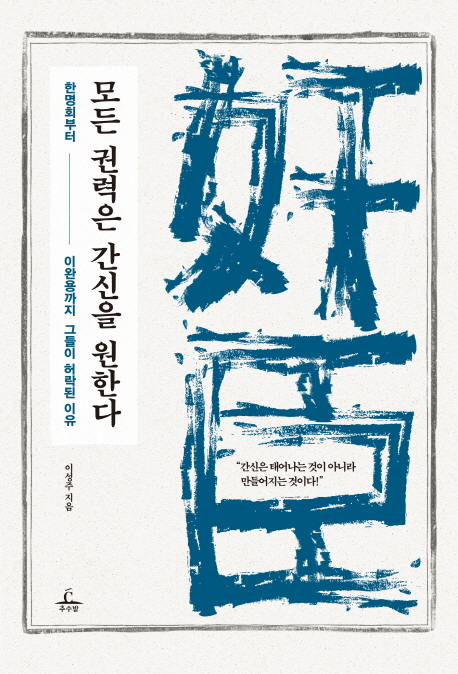 모든 권력은 간신을 원한다
한명회부터 이완용까지 그들이 허락된 이유
奸臣
“간신은 태어나는 것이 아니라
만들어지는 것이다!”
이성주 지음
추수밭